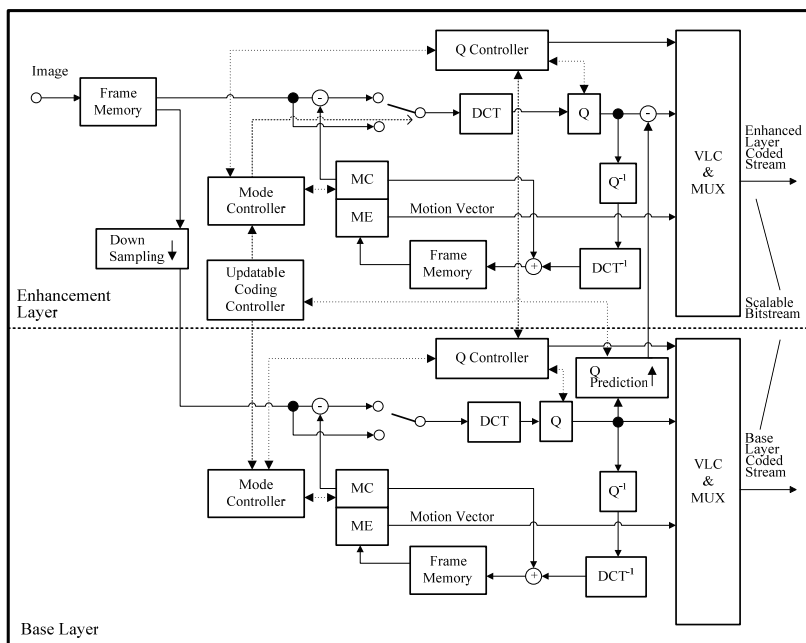 Image
Frame
Memory
Q Controller
DCT
Q
VLC
&
MUX
Enhanced
Layer
Coded
Stream
Q-1
Mode
Controller
MC
ME
Motion Vector
Down
Sampling
Frame
Memory
DCT-1
Updatable
Coding
Controller
Enhancement
Layer
Scalable
Bitstream
Q Controller
Q
Prediction
DCT
Q
VLC
&
MUX
Base
Layer
Coded
Stream
Mode
Controller
MC
ME
Motion Vector
Q-1
Frame
Memory
DCT-1
Base Layer
-
-
+
-
+